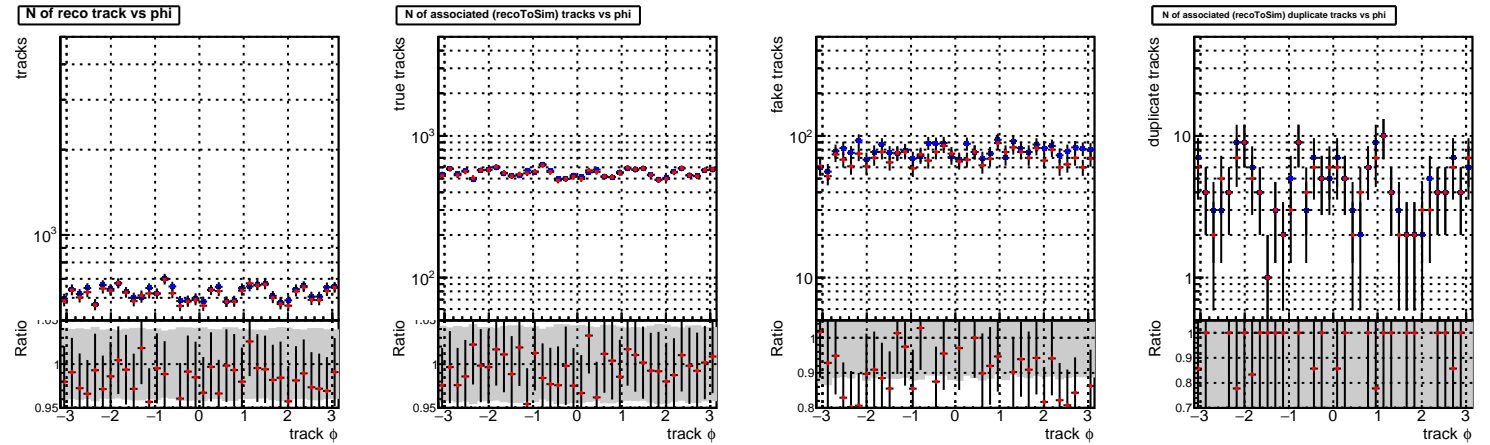 N of reco track vs phi
tracks
10³
Ratio
1.05
1
0.95
−3 −2 −1 0 1 2 3
track ϕ
N of associated (recoToSim) tracks vs phi
true tracks
10³
10²
Ratio
1.05
1
0.95
−3 −2 −1 0 1 2 3
track ϕ
fake tracks
10²
10
Ratio
1
0.9
0.8
−3 −2 −1 0 1 2 3
track ϕ
N of associated (recoToSim) duplicate tracks vs phi
duplicate tracks
10
1
Ratio
1
0.9
0.8
0.7
−3 −2 −1 0 1 2 3
track ϕ